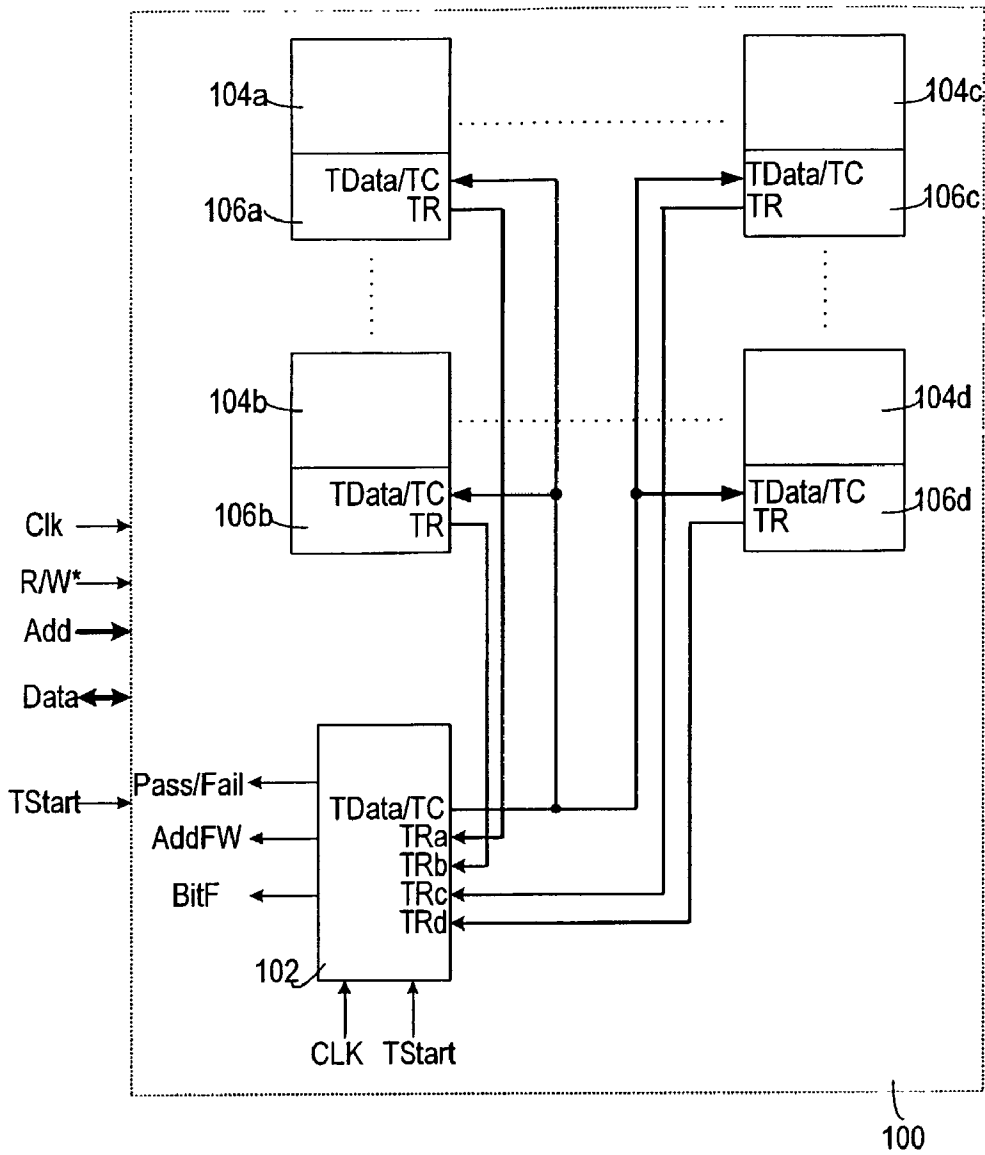 104a
104c
TData/TC
TR
106a
TData/TC
TR
106c
104b
104d
TData/TC
TR
106b
TData/TC
TR
106d
Clk
R/W*
Add
Data
TStart
Pass/Fail
AddFW
BitF
TData/TC
TRa
TRb
TRc
TRd
102
CLK TStart
100